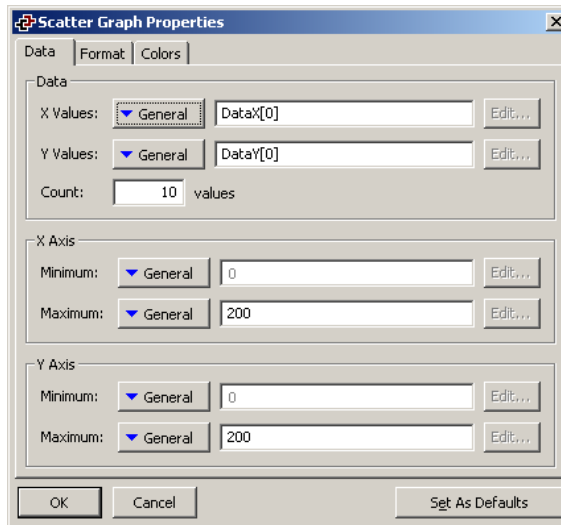 Scatter Graph Properties
Data Format Colors
Data
X Values: General DataX[0] Edit...
Y Values: General DataY[0] Edit...
Count: 10 values
X Axis
Minimum: General 0 Edit...
Maximum: General 200 Edit...
Y Axis
Minimum: General 0 Edit...
Maximum: General 200 Edit...
OK Cancel Set As Defaults